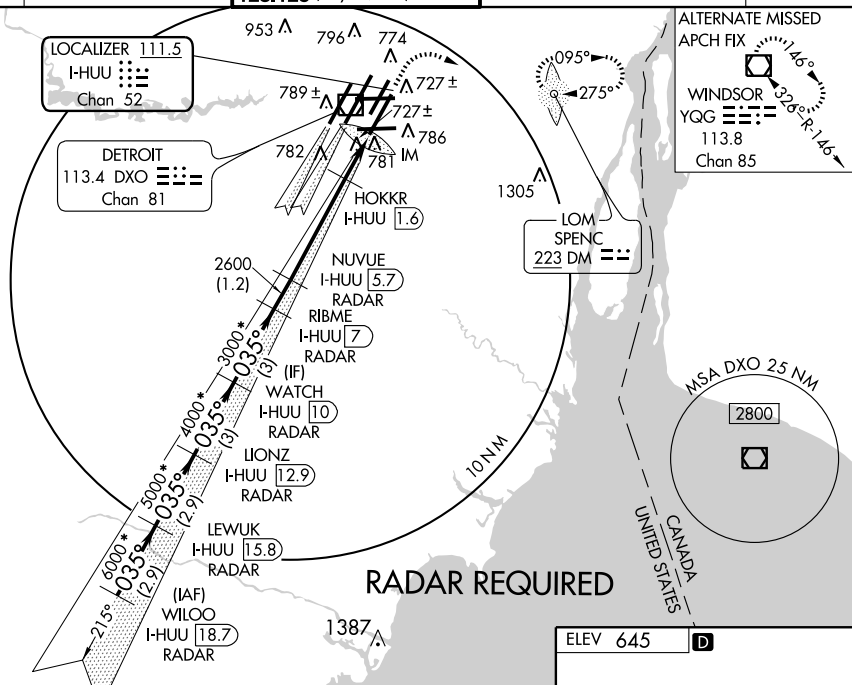 LOCALIZER 111.5
I-HUU
Chan 52
DETROIT
113.4 DXO
Chan 81
953
796
774
789 ±
727 ±
727 ±
786
782
781
IM
1305
095°
275°
LOM
SPENC
223 DM
ALTERNATE MISSED
APCH FIX
146°
326°
R-146
WINDSOR
YQG
113.8
Chan 85
HOKKR
I-HUU 1.6
NUVUE
I-HUU 5.7
RADAR
2600
(1.2)
RIBME
I-HUU 7
RADAR
3000*
035°
(3)
(IF)
WATCH
I-HUU 10
RADAR
4000*
035°
(3)
LIONZ
I-HUU 12.9
RADAR
5000*
035°
(2.9)
LEWUK
I-HUU 15.8
RADAR
6000*
035°
(2.9)
(IAF)
WILOO
I-HUU 18.7
RADAR
215°
10 NM
MSA DXO 25 NM
2800
CANADA
UNITED STATES
RADAR REQUIRED
1387
ELEV 645
D